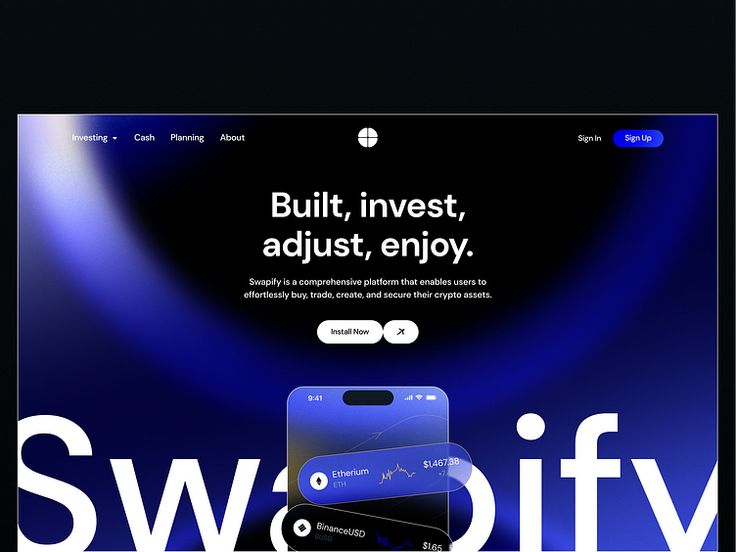 Investing Cash Planning About Sign In Sign Up
Built, invest,
adjust, enjoy.
Swapify is a comprehensive platform that enables users to
effortlessly buy, trade, create, and secure their crypto assets.
Install Now
9:41
Swapify
Etherium $1,467.38
ETH +7.
BinanceUSD $1.65
BUSD